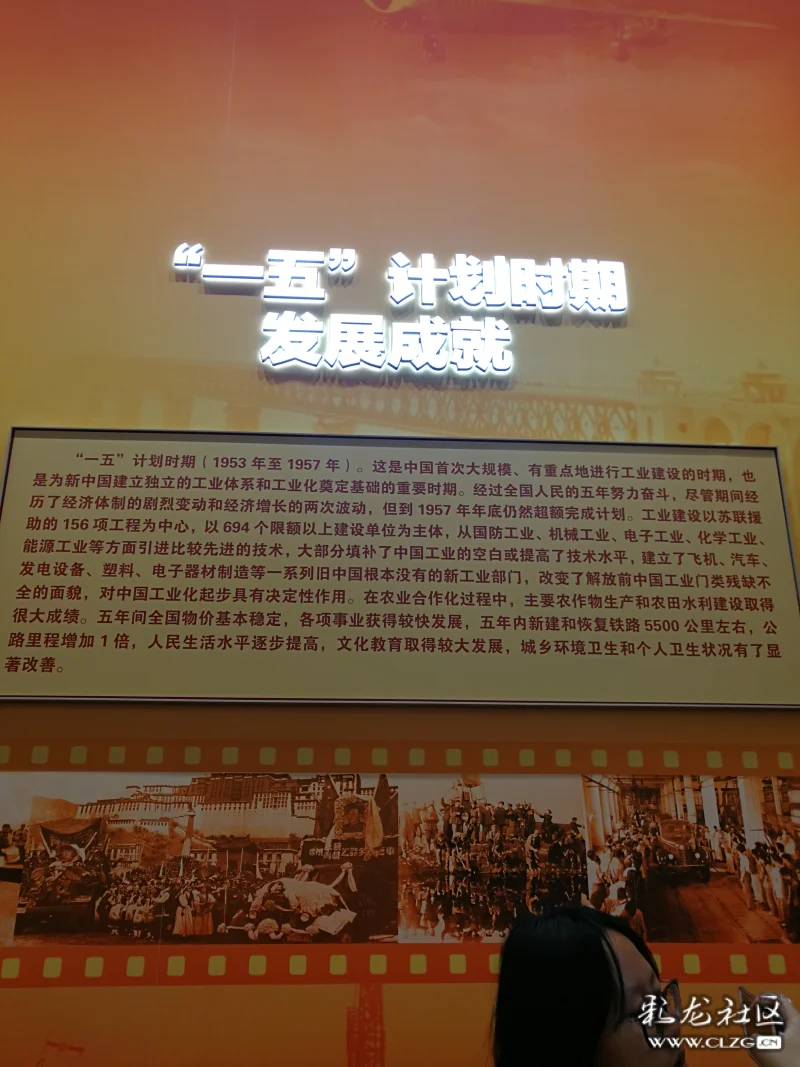 “一五”计划时期
发展成就
“一五”计划时期（1953 年至 1957 年）。这是中国首次大规模、有重点地进行工业建设的时期，也
是为新中国建立独立的工业体系和工业化奠定基础的重要时期。经过全国人民的五年努力奋斗，尽管期间经
历了经济体制的剧烈变动和经济增长的两次波动，但到 1957 年年底仍然超额完成计划。工业建设以苏联援
助的 156 项工程为中心，以 694 个限额以上建设单位为主体，从国防工业、机械工业、电子工业、化学工业、
能源工业等方面引进比较先进的技术，大部分填补了中国工业的空白或提高了技术水平，建立了飞机、汽车、
发电设备、塑料、电子器材制造等一系列旧中国根本没有的新工业部门，改变了解放前中国工业门类残缺不
全的面貌，对中国工业化起步具有决定性作用。在农业合作化过程中，主要农作物生产和农田水利建设取得
很大成绩。五年间全国物价基本稳定，各项事业获得较快发展，五年内新建和恢复铁路 5500 公里左右，公
路里程增加 1 倍，人民生活水平逐步提高，文化教育取得较大发展，城乡环境卫生和个人卫生状况有了显
著改善。
彩龙社区
WWW.CLZG.CN